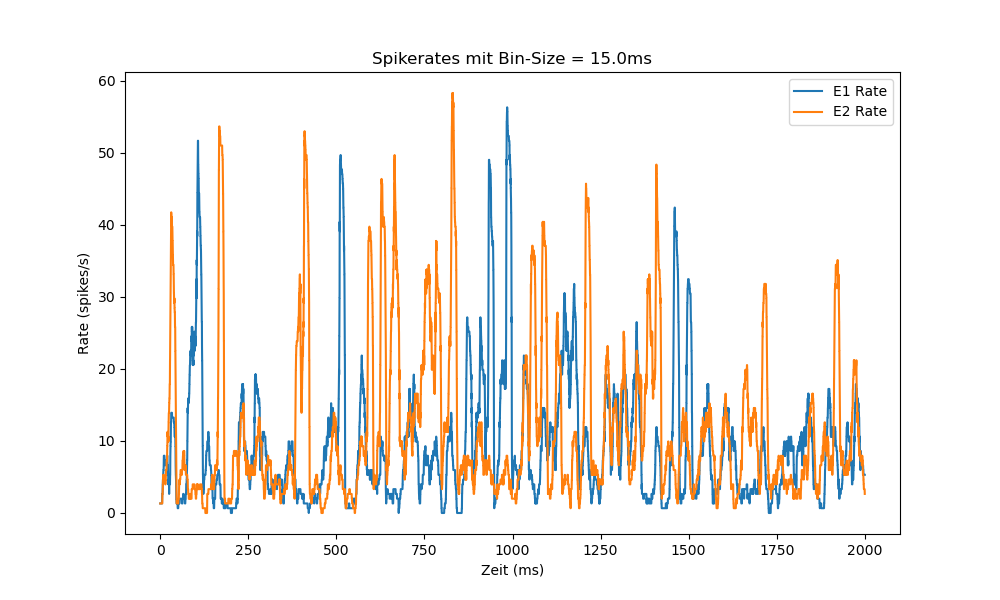 Spikerates mit Bin-Size = 15.0ms
E1 Rate
E2 Rate
60
50
40
30
20
10
0
Rate (spikes/s)
0 250 500 750 1000 1250 1500 1750 2000
Zeit (ms)